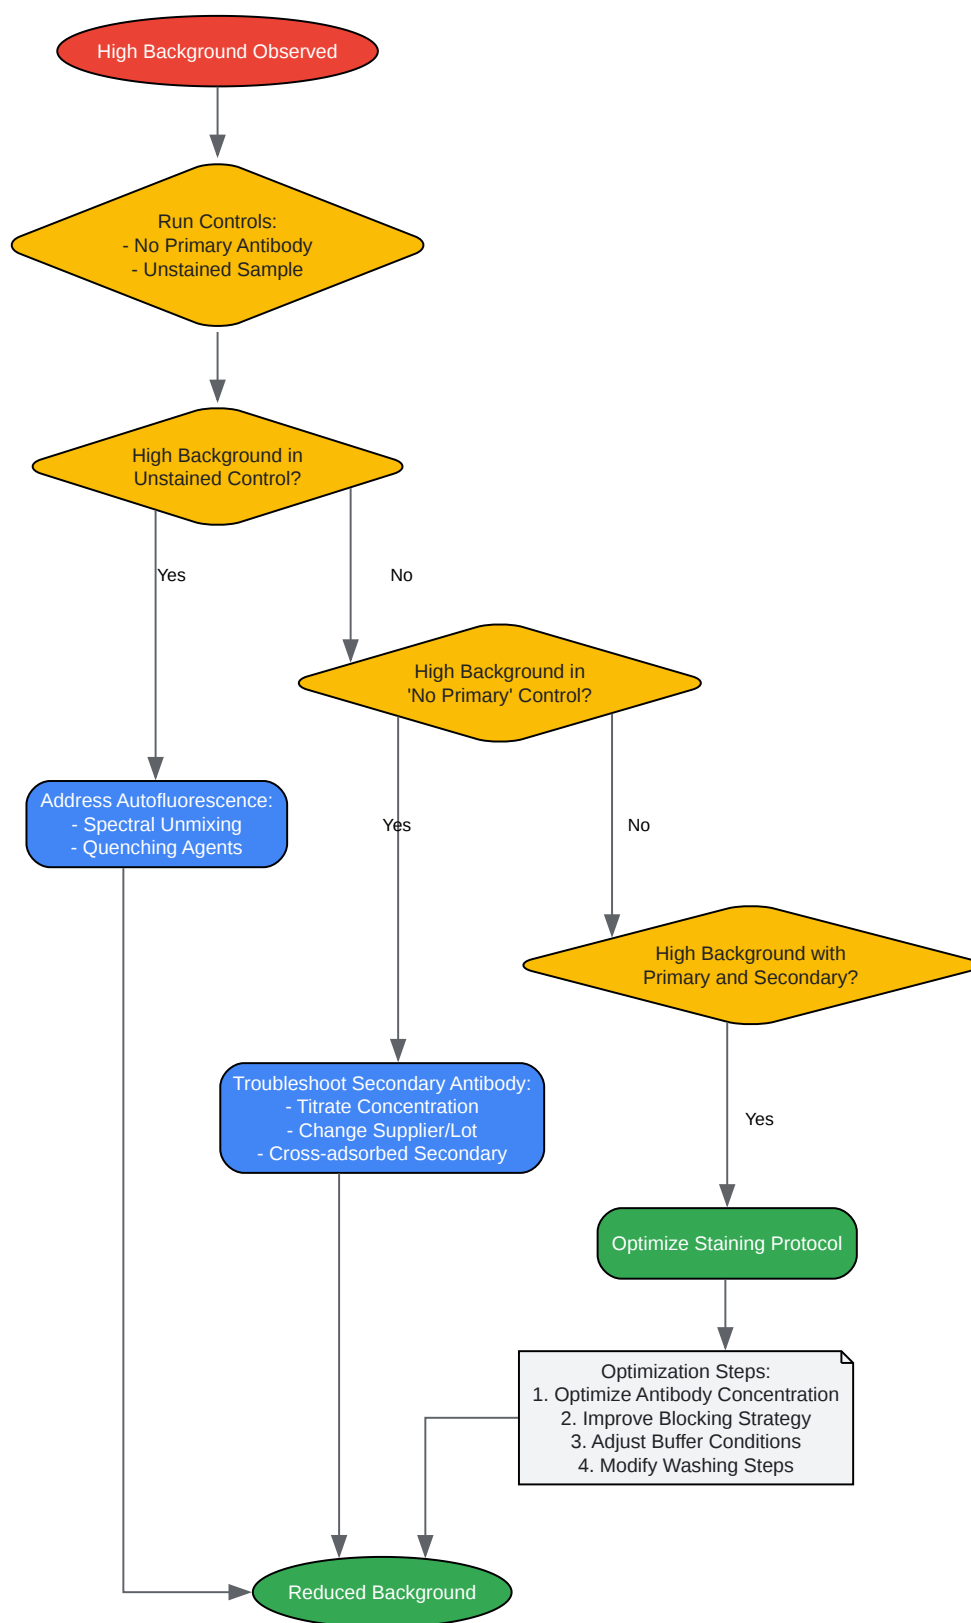 High Background Observed
Run Controls:
- No Primary Antibody
- Unstained Sample
High Background in
Unstained Control?
Yes
No
High Background in
'No Primary' Control?
Address Autofluorescence:
- Spectral Unmixing
- Quenching Agents
Yes
No
High Background with
Primary and Secondary?
Troubleshoot Secondary Antibody:
- Titrate Concentration
- Change Supplier/Lot
- Cross-adsorbed Secondary
Yes
Optimize Staining Protocol
Optimization Steps:
1. Optimize Antibody Concentration
2. Improve Blocking Strategy
3. Adjust Buffer Conditions
4. Modify Washing Steps
Reduced Background